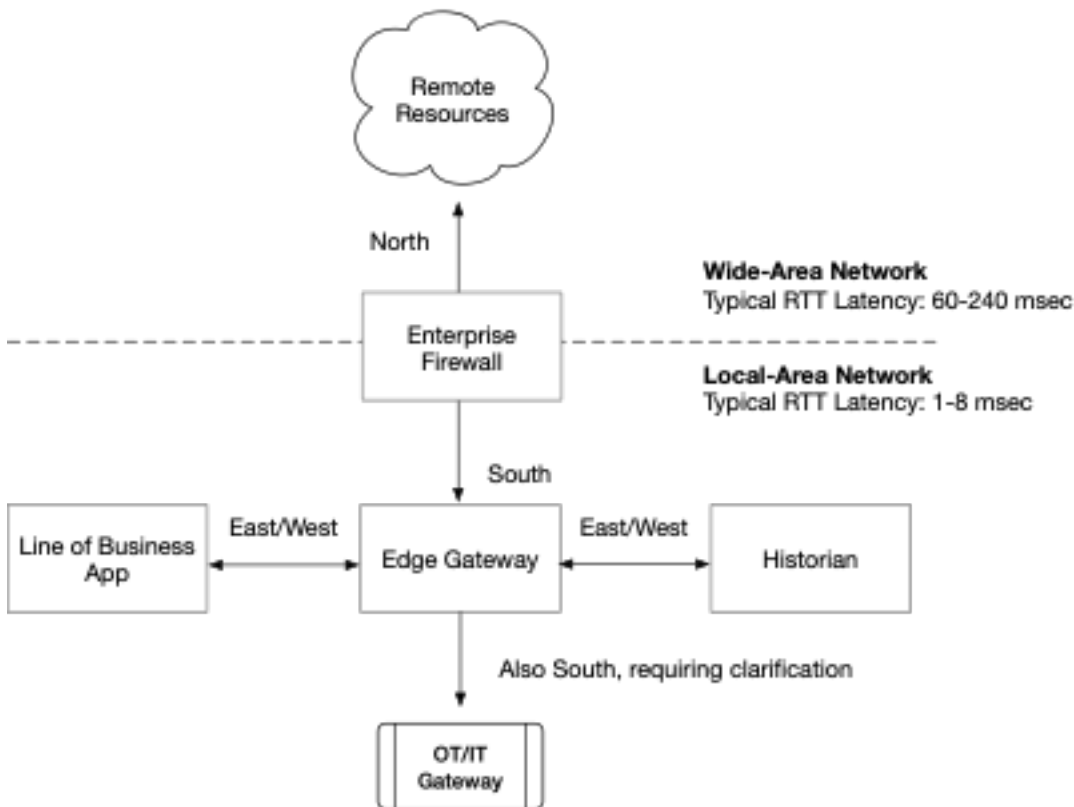 Remote
Resources
North
Wide-Area Network
Typical RTT Latency: 60-240 msec
Enterprise
Firewall
Local-Area Network
Typical RTT Latency: 1-8 msec
South
Line of Business
App
East/West
Edge Gateway
East/West
Historian
Also South, requiring clarification
OT/IT
Gateway